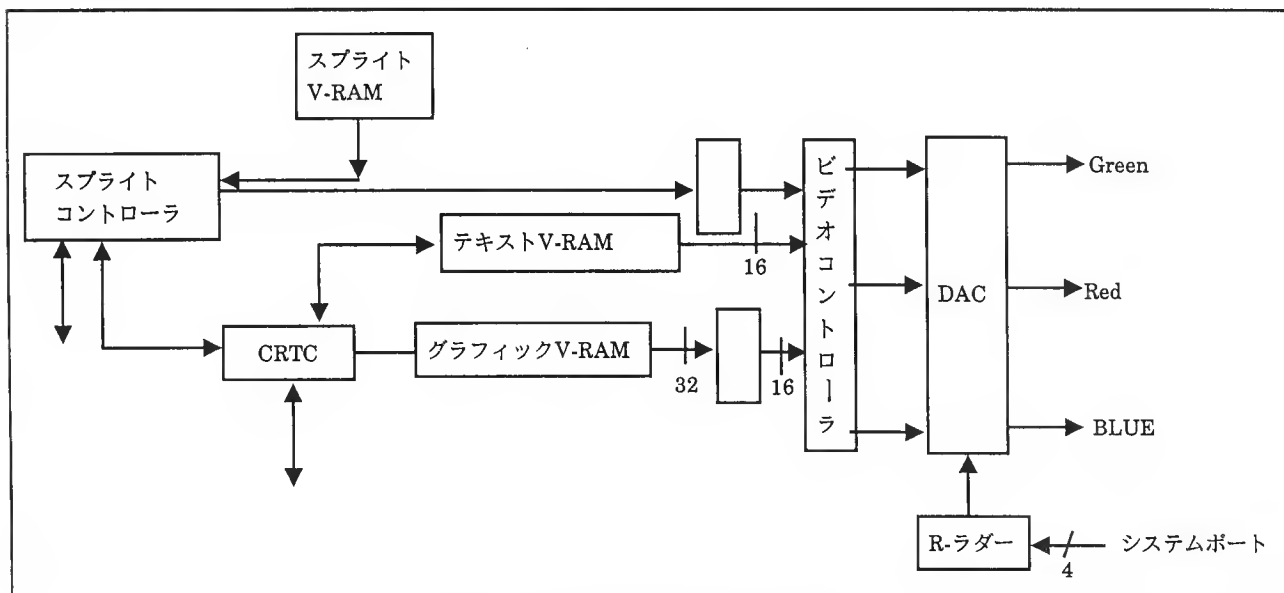 スプライト
V-RAM
スプライト
コントローラ
テキストV-RAM
16
CRTC
グラフィックV-RAM
32
16
ビデオコントローラ
DAC
Green
Red
BLUE
R-ラダー
4
システムポート